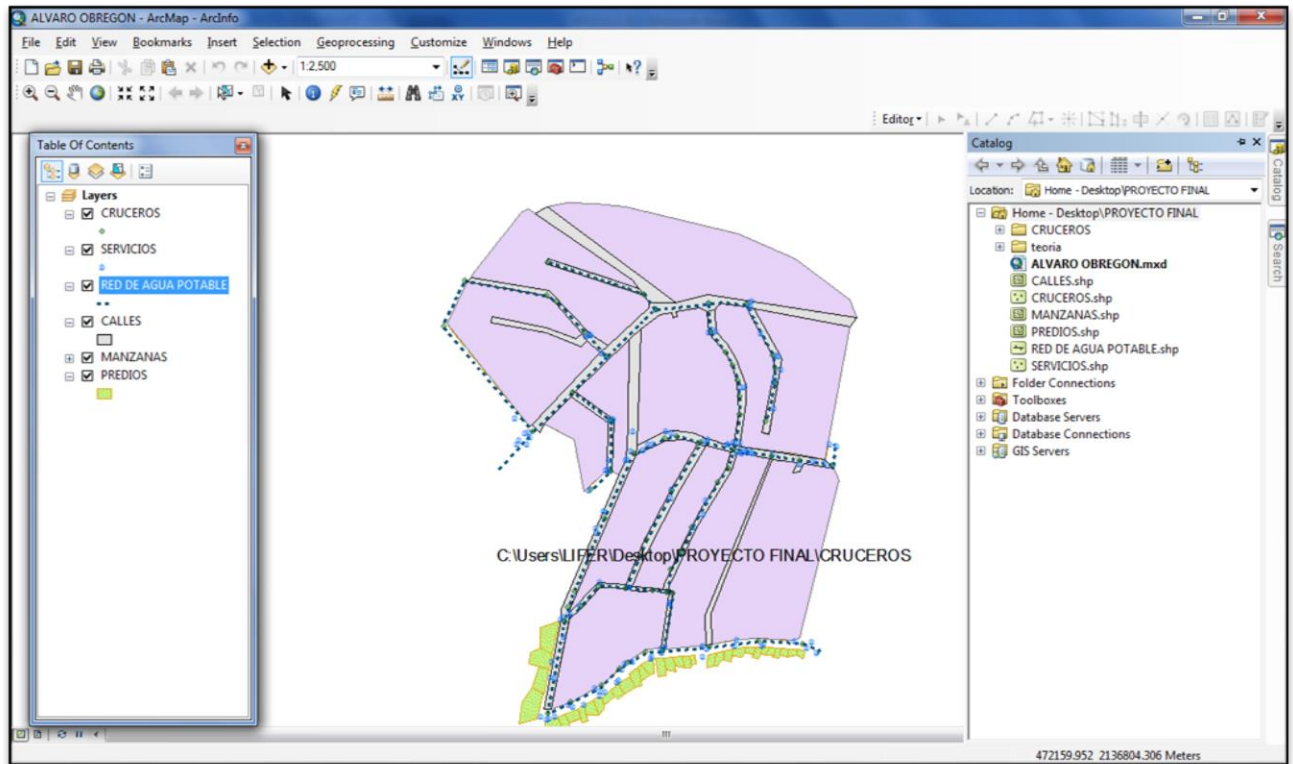 ALVARO OBREGON - ArcMap - ArcInfo
File Edit View Bookmarks Insert Selection Geoprocessing Customize Windows Help
1:2,500
Editor
Table Of Contents
Layers
CRUCEROS
SERVICIOS
RED DE AGUA POTABLE
CALLES
MANZANAS
PREDIOS
C:\Users\LIFER\Desktop\PROYECTO FINAL\CRUCEROS
Catalog
Location: Home - Desktop\PROYECTO FINAL
Home - Desktop\PROYECTO FINAL
CRUCEROS
teoria
ALVARO OBREGON.mxd
CALLES.shp
CRUCEROS.shp
MANZANAS.shp
PREDIOS.shp
RED DE AGUA POTABLE.shp
SERVICIOS.shp
Folder Connections
Toolboxes
Database Servers
Database Connections
GIS Servers
Catalog
Search
472159.952 2136804.306 Meters